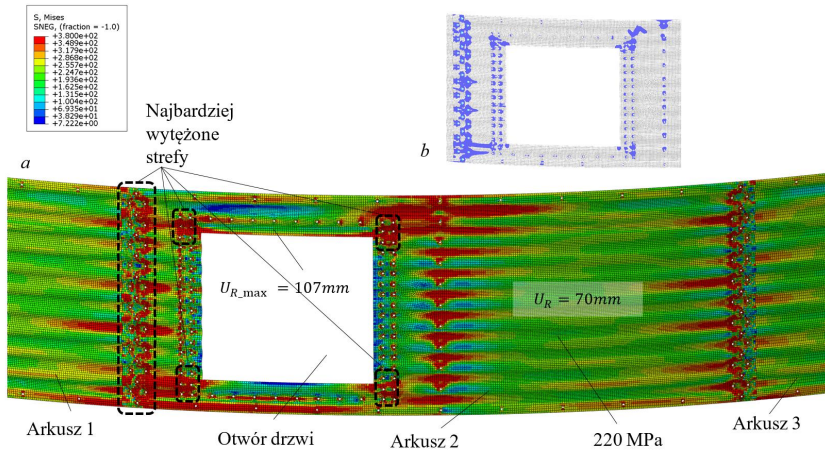 S, Mises
SNEG, (fraction = -1.0)
+3.800e+02
+3.489e+02
+3.179e+02
+2.868e+02
+2.557e+02
+2.247e+02
+1.936e+02
+1.625e+02
+1.315e+02
+1.004e+02
+6.935e+01
+3.829e+01
+7.222e+00
Najbardziej
wytężone
strefy
a
b
U_R_max = 107mm
U_R = 70mm
Arkusz 1
Otwór drzwi
Arkusz 2
220 MPa
Arkusz 3